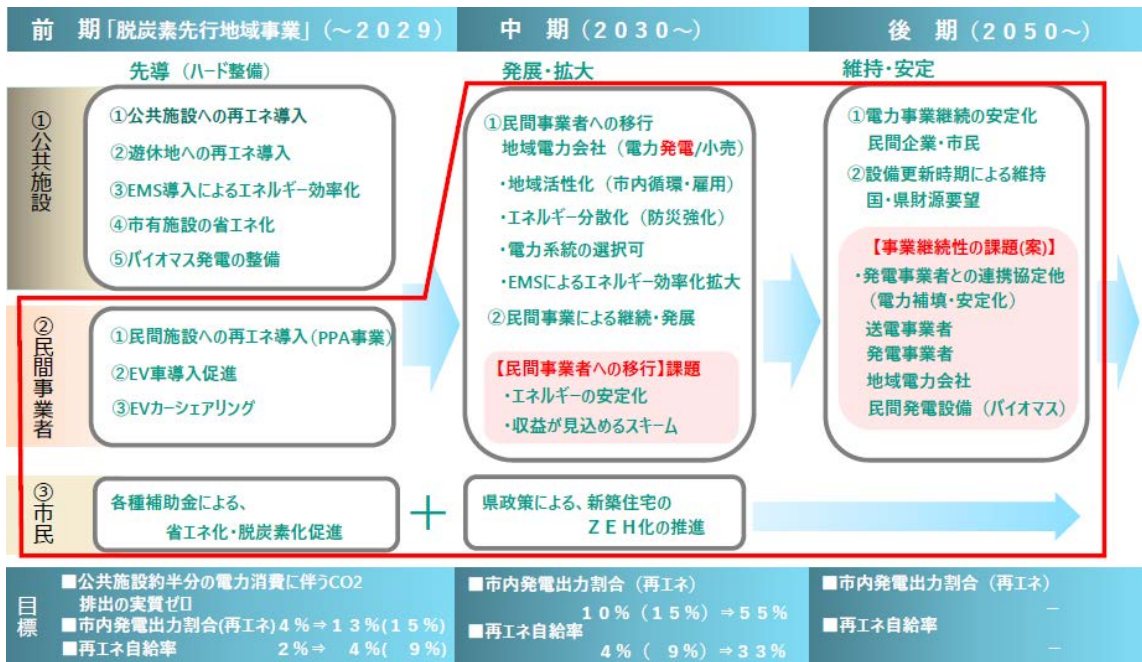 前 期「脱炭素先行地域事業」（～２０２９）
中 期（２０３０～）
後 期（２０５０～）
先導（ハード整備）
発展・拡大
維持・安定
①公共施設
①公共施設への再エネ導入
②遊休地への再エネ導入
③EMS導入によるエネルギー効率化
④市有施設の省エネ化
⑤バイオマス発電の整備
②民間事業者
①民間施設への再エネ導入(PPA事業)
②EV車導入促進
③EVカーシェアリング
③市民
各種補助金による、
省エネ化・脱炭素化促進
＋
①民間事業者への移行
地域電力会社（電力発電/小売）
・地域活性化（市内循環・雇用）
・エネルギー分散化（防災強化）
・電力系統の選択可
・EMSによるエネルギー効率化拡大
②民間事業による継続・発展
【民間事業者への移行】課題
・エネルギーの安定化
・収益が見込めるスキーム
県政策による、新築住宅の
ＺＥＨ化の推進
①電力事業継続の安定化
民間企業・市民
②設備更新時期による維持
国・県財源要望
【事業継続性の課題(案)】
・発電事業者との連携協定他
（電力補填・安定化）
送電事業者
発電事業者
地域電力会社
民間発電設備（バイオマス）
目標
■公共施設約半分の電力消費に伴うCO2
排出の実質ゼロ
■市内発電出力割合(再エネ)４％⇒１３％(１５％)
■再エネ自給率 ２％⇒ ４％( ９％)
■市内発電出力割合（再エネ）
１０％（１５％）⇒５５％
■再エネ自給率
４％（ ９％）⇒３３％
■市内発電出力割合（再エネ）
－
■再エネ自給率
－